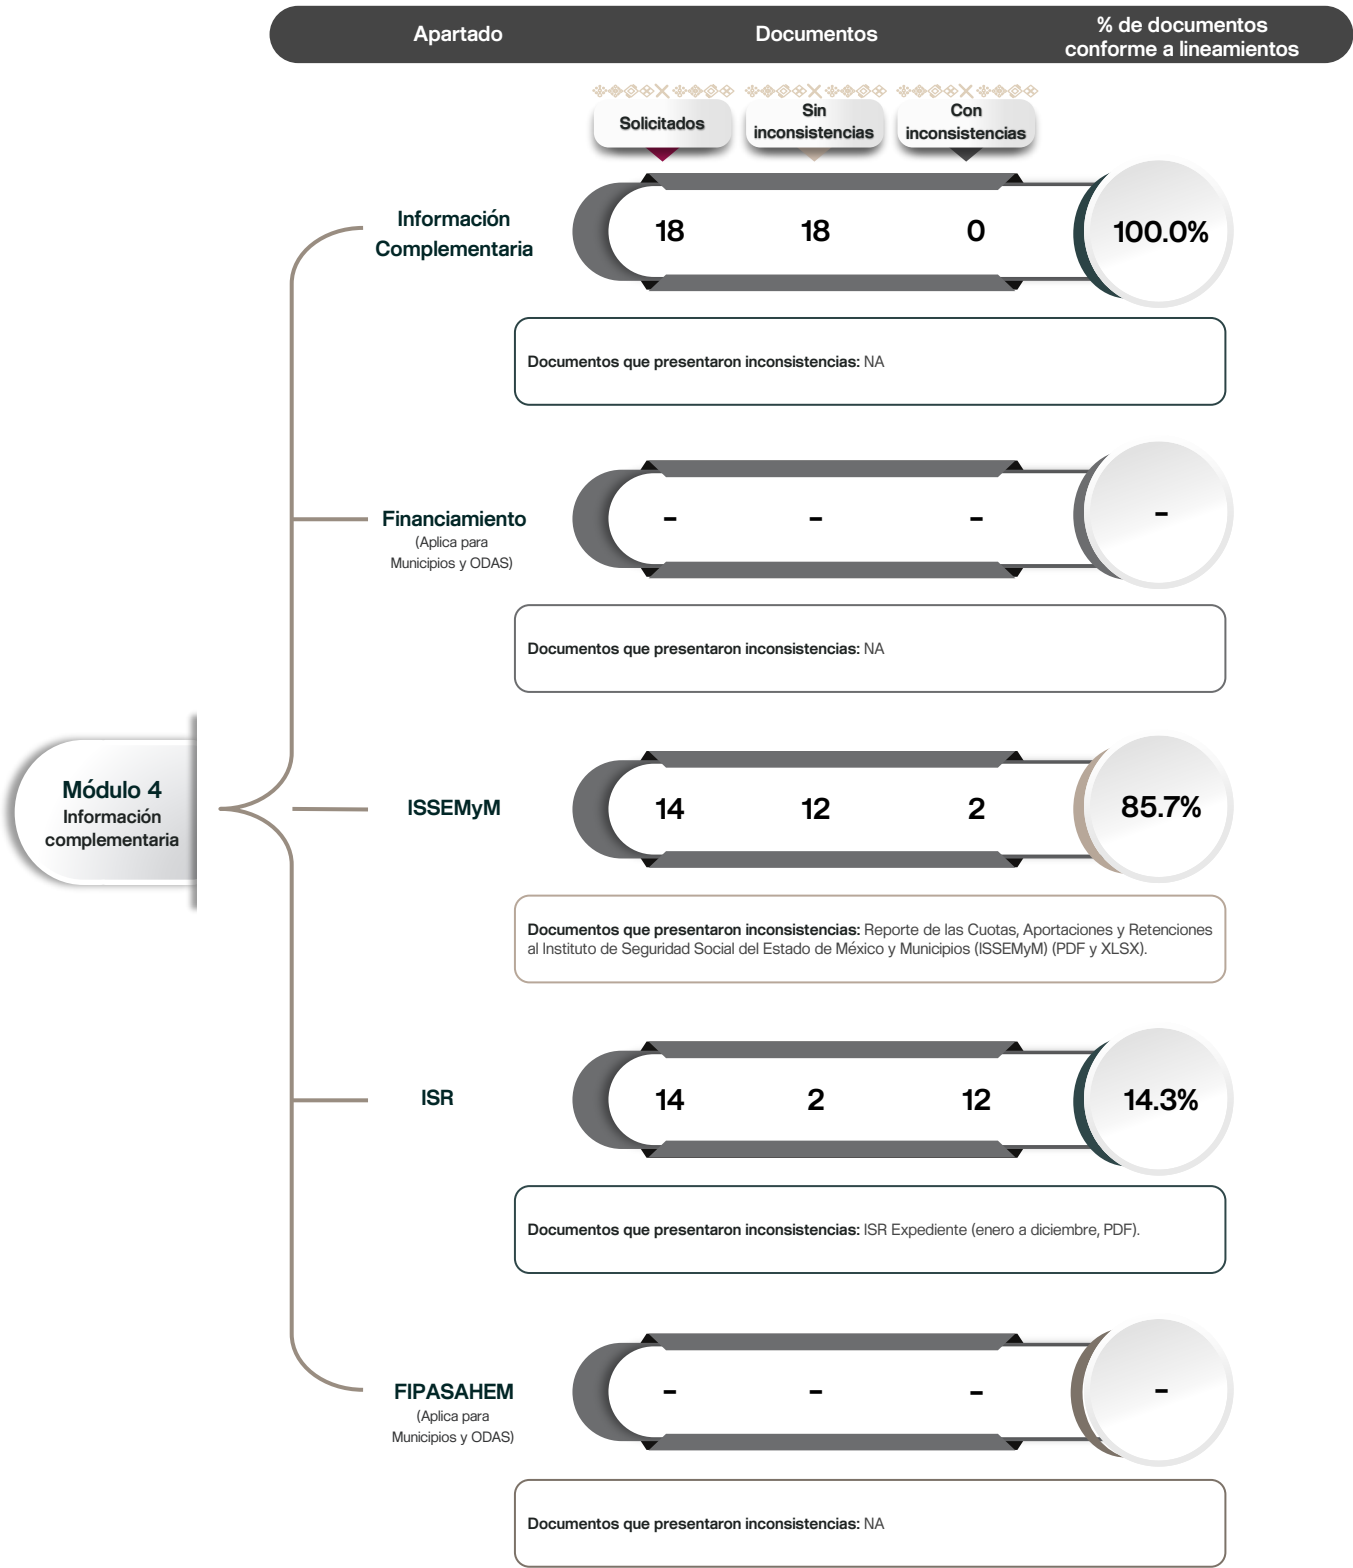 Apartado
Documentos
% de documentos
conforme a lineamientos
Solicitados
Sin
inconsistencias
Con
inconsistencias
Información
Complementaria
18
18
0
100.0%
Documentos que presentaron inconsistencias: NA
Financiamiento
(Aplica para
Municipios y ODAS)
-
-
-
-
Documentos que presentaron inconsistencias: NA
Módulo 4
Información
complementaria
ISSEMyM
14
12
2
85.7%
Documentos que presentaron inconsistencias: Reporte de las Cuotas, Aportaciones y Retenciones
al Instituto de Seguridad Social del Estado de México y Municipios (ISSEMyM) (PDF y XLSX).
ISR
14
2
12
14.3%
Documentos que presentaron inconsistencias: ISR Expediente (enero a diciembre, PDF).
FIPASAHEM
(Aplica para
Municipios y ODAS)
-
-
-
-
Documentos que presentaron inconsistencias: NA